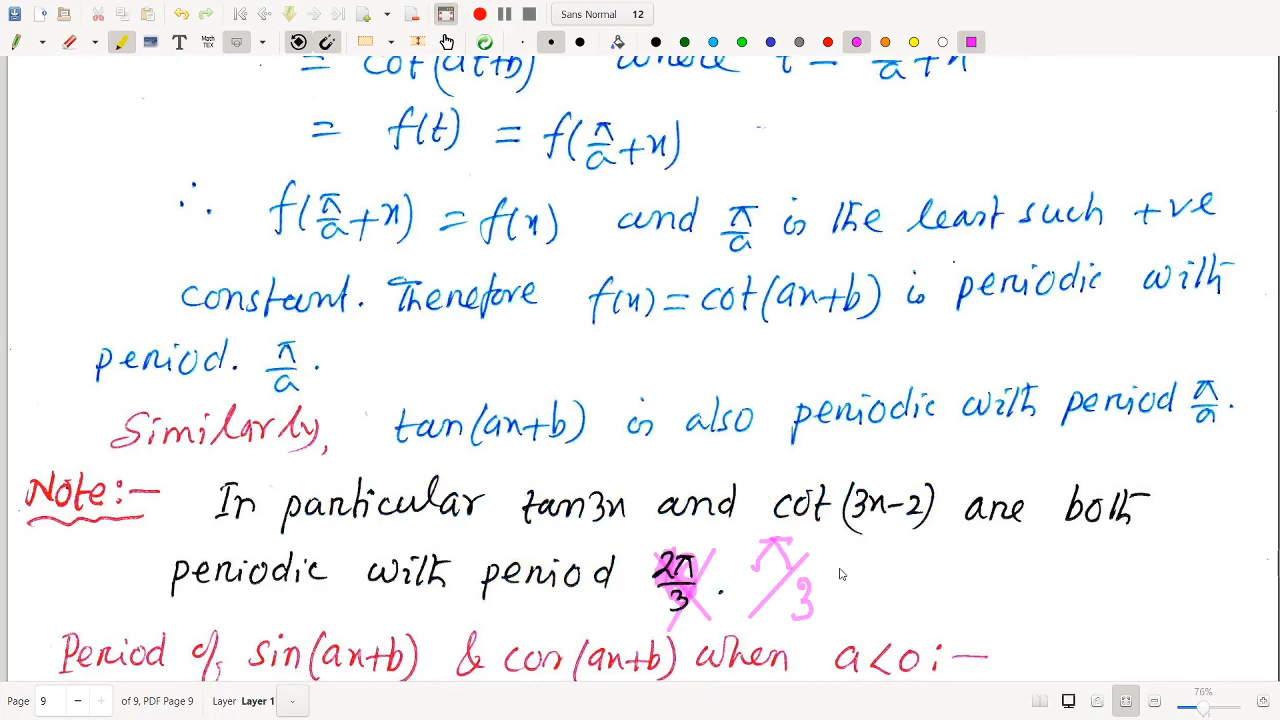 Sans Normal 12
= cot(at+b) where t = π/a + x
= f(t) = f(π/a + x)
∴ f(π/a + x) = f(x) and π/a is the least such +ve
constant. Therefore f(x) = cot(ax+b) is periodic with
period. π/a .
Similarly, tan(ax+b) is also periodic with period π/a .
Note:- In particular tan3x and cot(3x-2) are both
periodic with period 2π/3 . π/3
Period of sin(ax+b) & cos(ax+b) when a<0 :-
Page 9 of 9, PDF Page 9 Layer Layer 1 76%